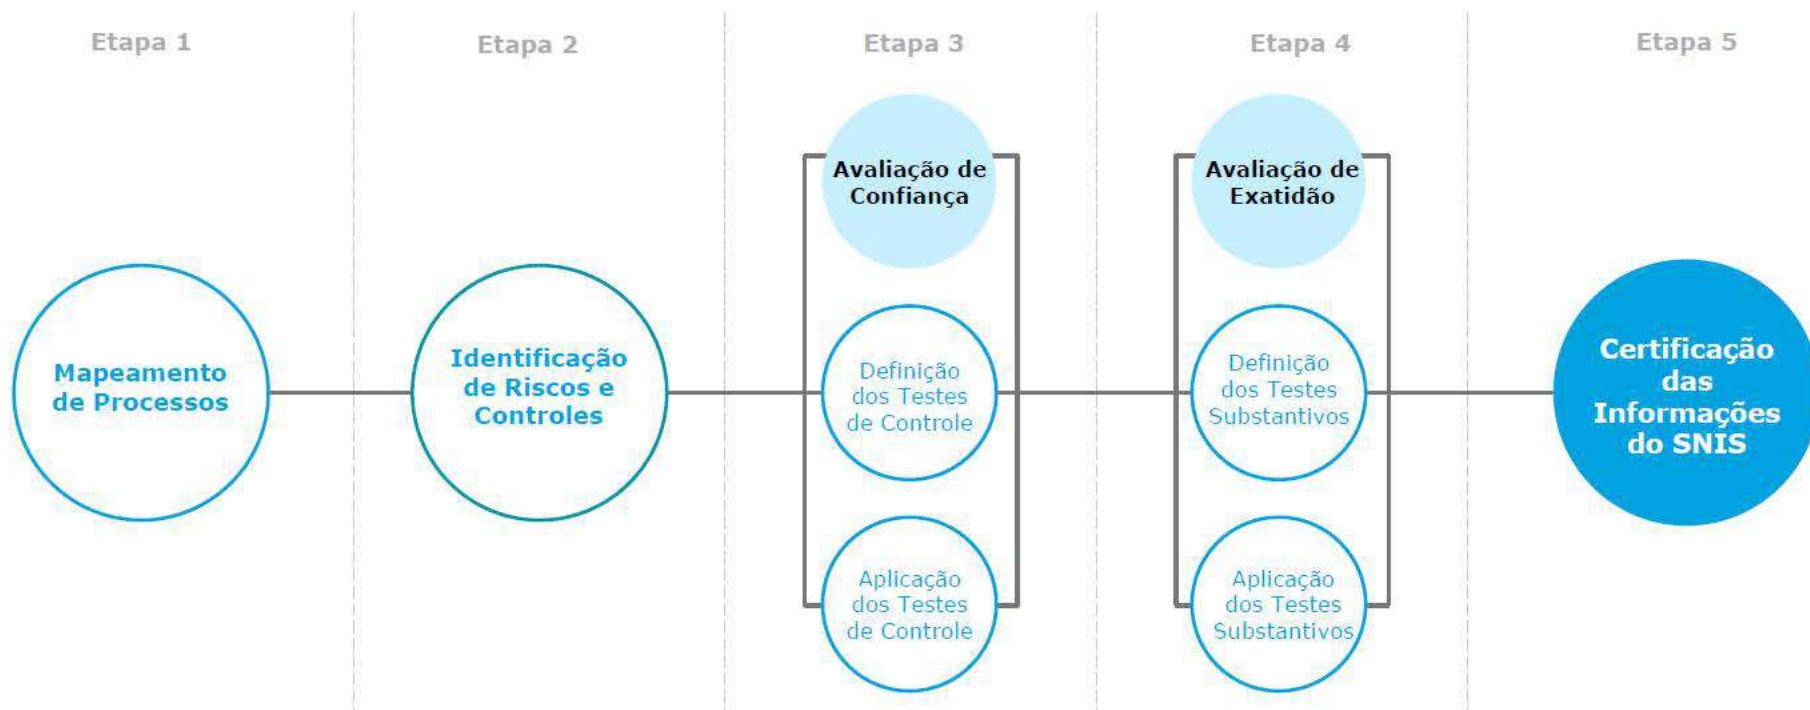 Etapa 1
Etapa 2
Etapa 3
Etapa 4
Etapa 5
Mapeamento
de Processos
Identificação
de Riscos e
Controles
Avaliação de
Confiança
Definição
dos Testes
de Controle
Aplicação
dos Testes
de Controle
Avaliação de
Exatidão
Definição
dos Testes
Substantivos
Aplicação
dos Testes
Substantivos
Certificação
das
Informações
do SNIS